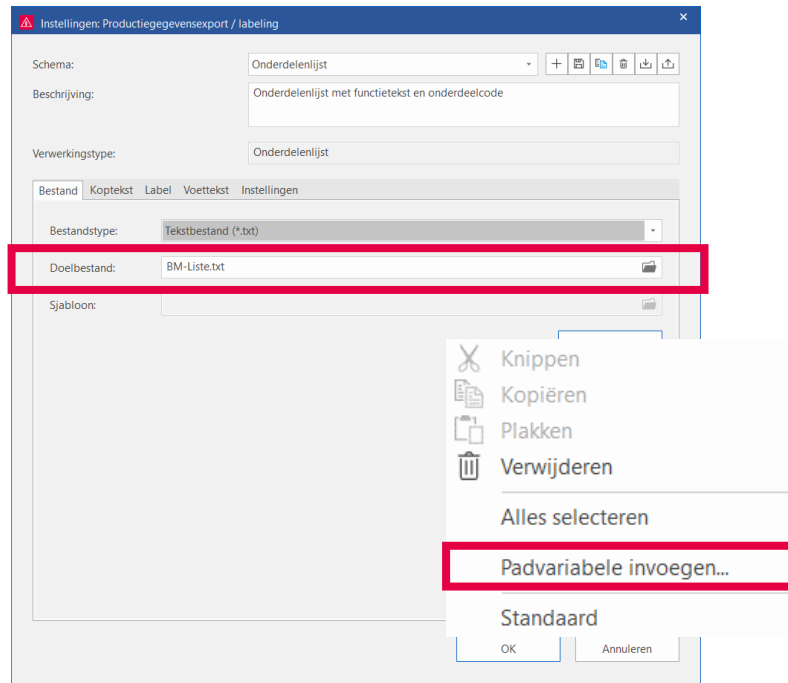 Instellingen: Productiegegevensexport / labeling
Schema:
Onderdelenlijst
Beschrijving:
Onderdelenlijst met functietekst en onderdeelcode
Verwerkingstype:
Onderdelenlijst
Bestand Koptekst Label Voettekst Instellingen
Bestandstype:
Tekstbestand (*.txt)
Doelbestand:
BM-Liste.txt
Sjabloon:
Knippen
Kopiëren
Plakken
Verwijderen
Alles selecteren
Padvariabele invoegen...
Standaard
OK Annuleren